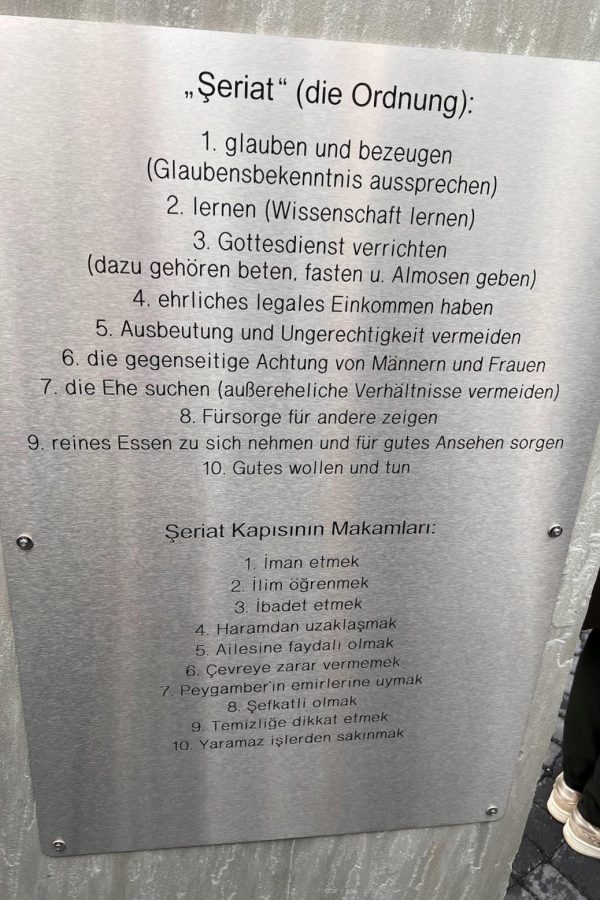 „Şeriat“ (die Ordnung):
1. glauben und bezeugen
(Glaubensbekenntnis aussprechen)
2. lernen (Wissenschaft lernen)
3. Gottesdienst verrichten
(dazu gehören beten, fasten u. Almosen geben)
4. ehrliches legales Einkommen haben
5. Ausbeutung und Ungerechtigkeit vermeiden
6. die gegenseitige Achtung von Männern und Frauen
7. die Ehe suchen (außereheliche Verhältnisse vermeiden)
8. Fürsorge für andere zeigen
9. reines Essen zu sich nehmen und für gutes Ansehen sorgen
10. Gutes wollen und tun
Şeriat Kapısının Makamları:
1. İman etmek
2. İlim öğrenmek
3. İbadet etmek
4. Haramdan uzaklaşmak
5. Ailesine faydalı olmak
6. Çevreye zarar vermemek
7. Peygamber'in emirlerine uymak
8. Şefkatli olmak
9. Temizliğe dikkat etmek
10. Yaramaz işlerden sakınmak